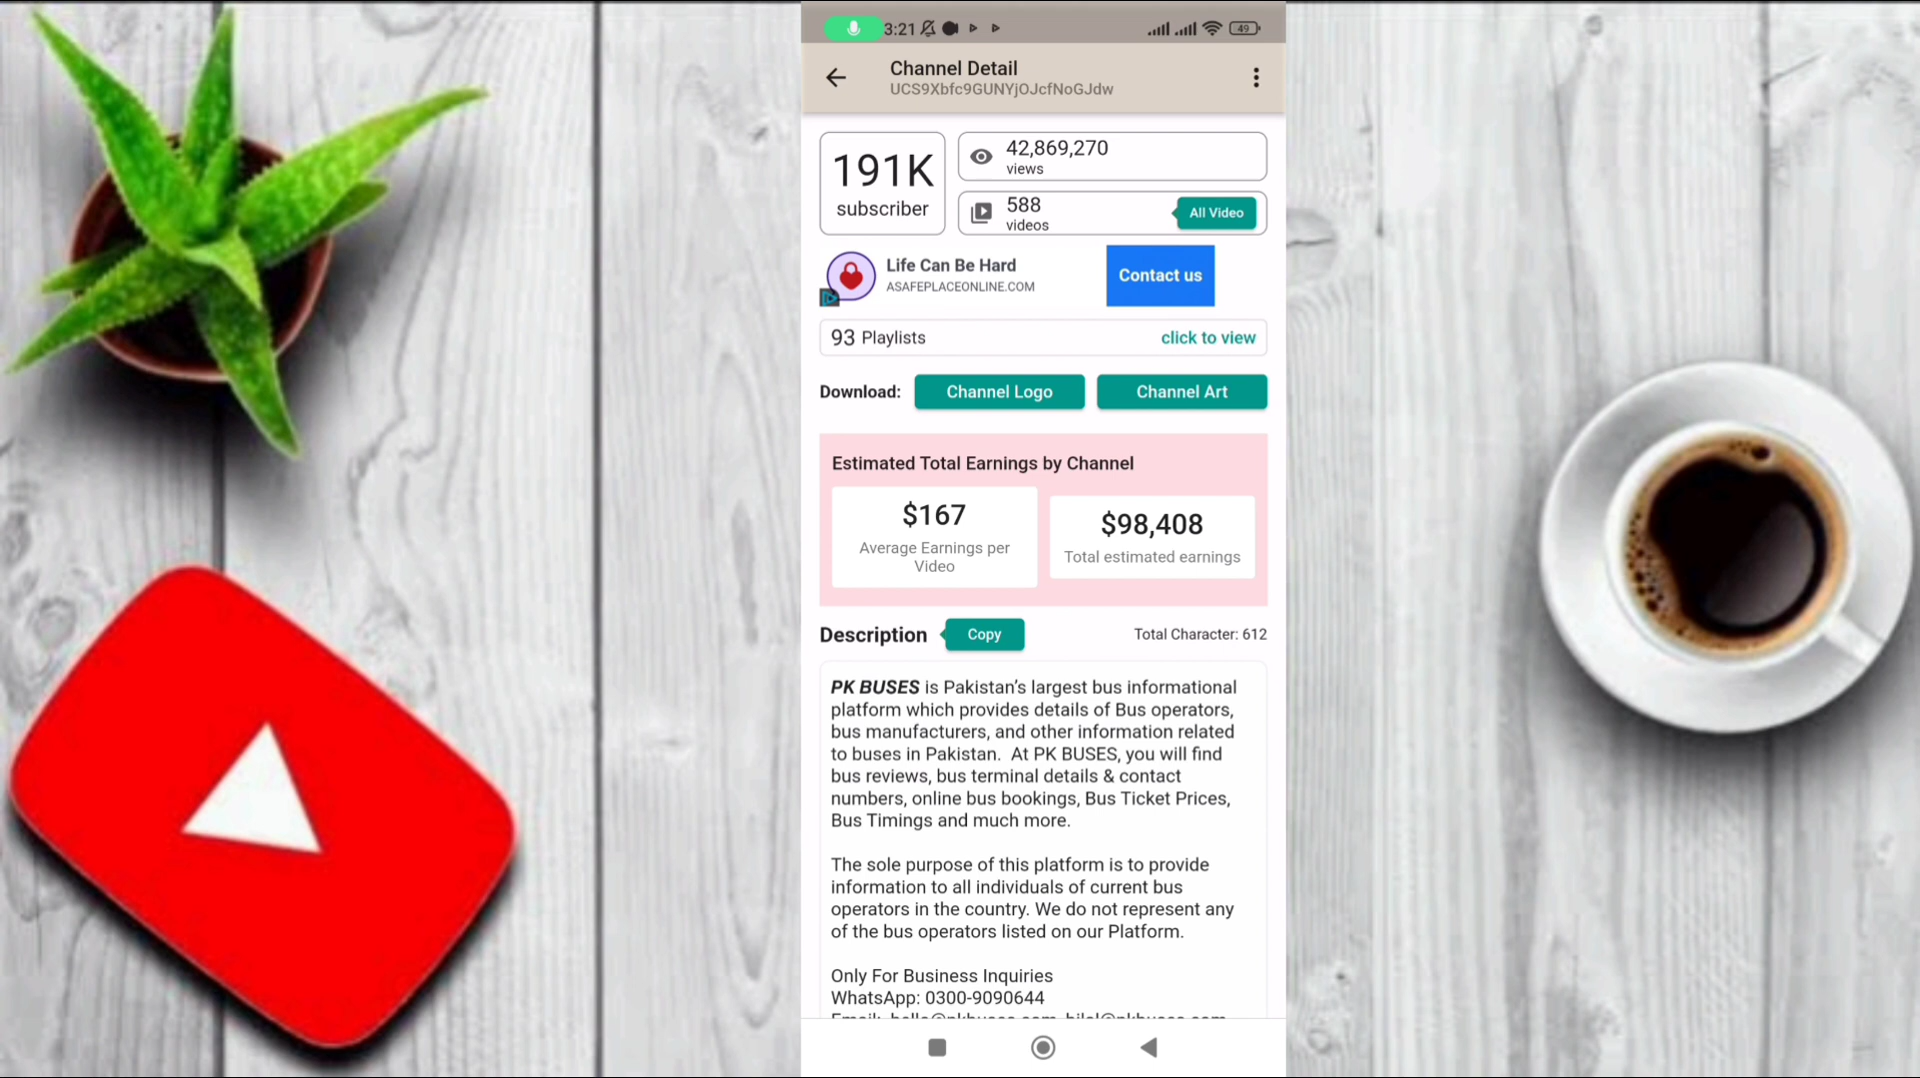 3:21
49
Channel Detail
UCS9Xbfc9GUNYjOJcfNoGJdw
191K
subscriber
42,869,270
views
588
videos
All Video
Life Can Be Hard
ASAFEPLACEONLINE.COM
Contact us
93 Playlists
click to view
Download:
Channel Logo
Channel Art
Estimated Total Earnings by Channel
$167
Average Earnings per
Video
$98,408
Total estimated earnings
Description
Copy
Total Character: 612
PK BUSES is Pakistan’s largest bus informational
platform which provides details of Bus operators,
bus manufacturers, and other information related
to buses in Pakistan.  At PK BUSES, you will find
bus reviews, bus terminal details & contact
numbers, online bus bookings, Bus Ticket Prices,
Bus Timings and much more.
The sole purpose of this platform is to provide
information to all individuals of current bus
operators in the country. We do not represent any
of the bus operators listed on our Platform.
Only For Business Inquiries
WhatsApp: 0300-9090644